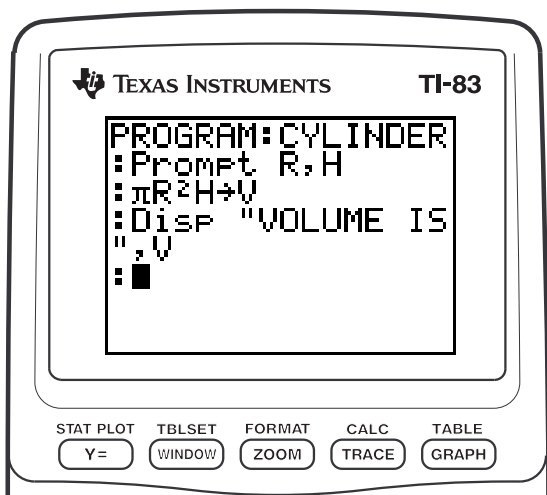 TEXAS INSTRUMENTS TI-83
PROGRAM:CYLINDER
:Prompt R,H
:πR²H→V
:Disp "VOLUME IS
",V
:
STAT PLOT TBLSET FORMAT CALC TABLE
Y= WINDOW ZOOM TRACE GRAPH